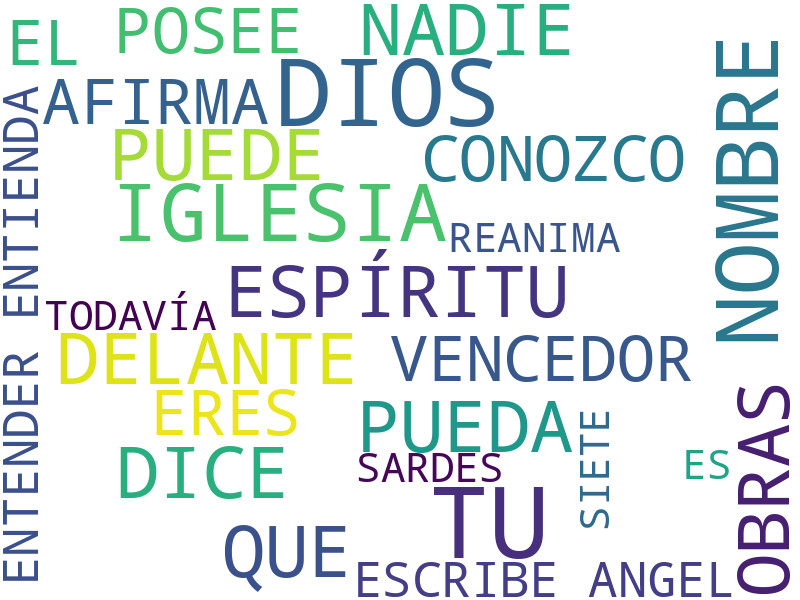 EL
POSEE
NADIE
AFIRMA
DIOS
NOMBRE
PUEDE
CONOZCO
IGLESIA
REANIMA
ENTENDER ENTIENDA
ESPÍRITU
TODAVÍA
DELANTE
VENCEDOR
ERES
PUEDA
DICE
SARDES
SIETE
ES
OBRAS
TU
QUE
ESCRIBE ANGEL